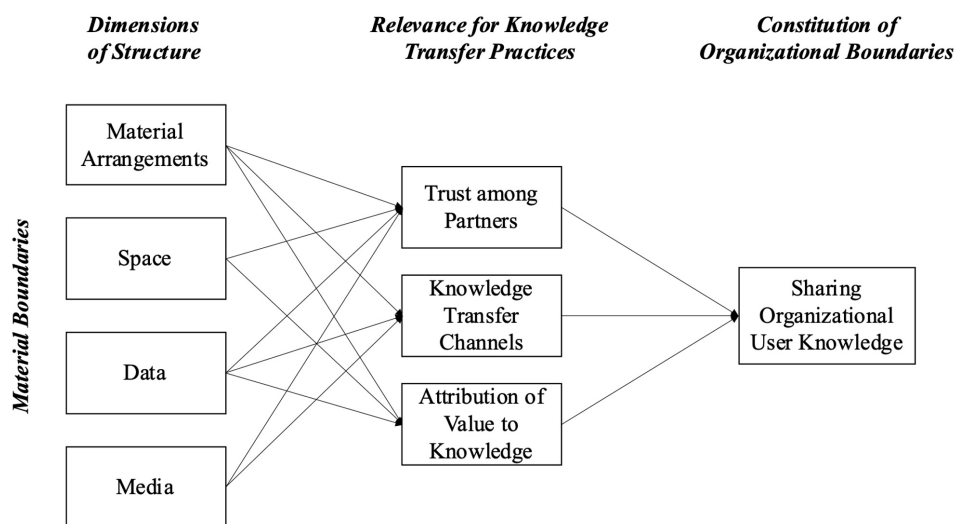 Dimensions
of Structure
Relevance for Knowledge
Transfer Practices
Constitution of
Organizational Boundaries
Material Boundaries
Material
Arrangements
Space
Data
Media
Trust among
Partners
Knowledge
Transfer
Channels
Attribution of
Value to
Knowledge
Sharing
Organizational
User Knowledge